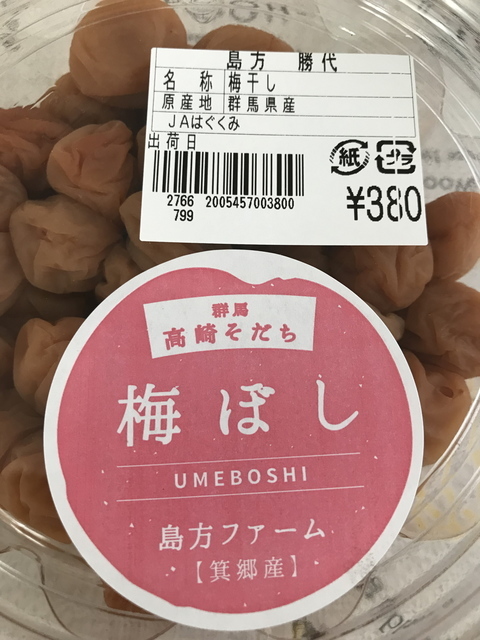 島方 勝代
名 称 梅干し
原産地 群馬県産
JAはぐくみ
出荷日
紙 プラ
2766 2005457003800
799
¥380
群馬
高崎そだち
梅ぼし
UMEBOSHI
島方ファーム
【箕郷産】